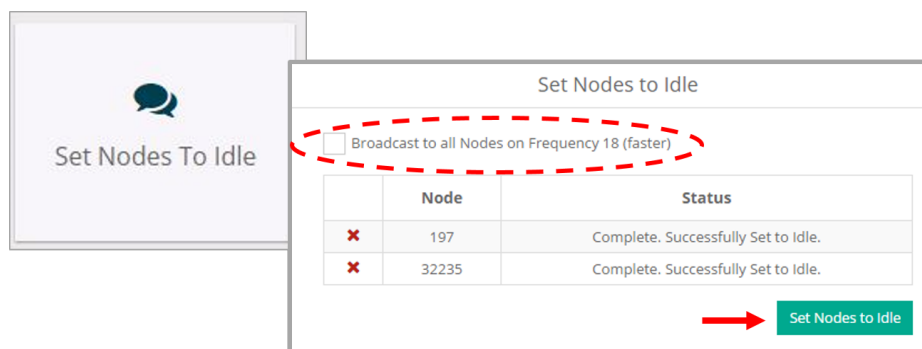 Set Nodes To Idle
Set Nodes to Idle
Broadcast to all Nodes on Frequency 18 (faster)
Node Status
197 Complete. Successfully Set to Idle.
32235 Complete. Successfully Set to Idle.
Set Nodes to Idle